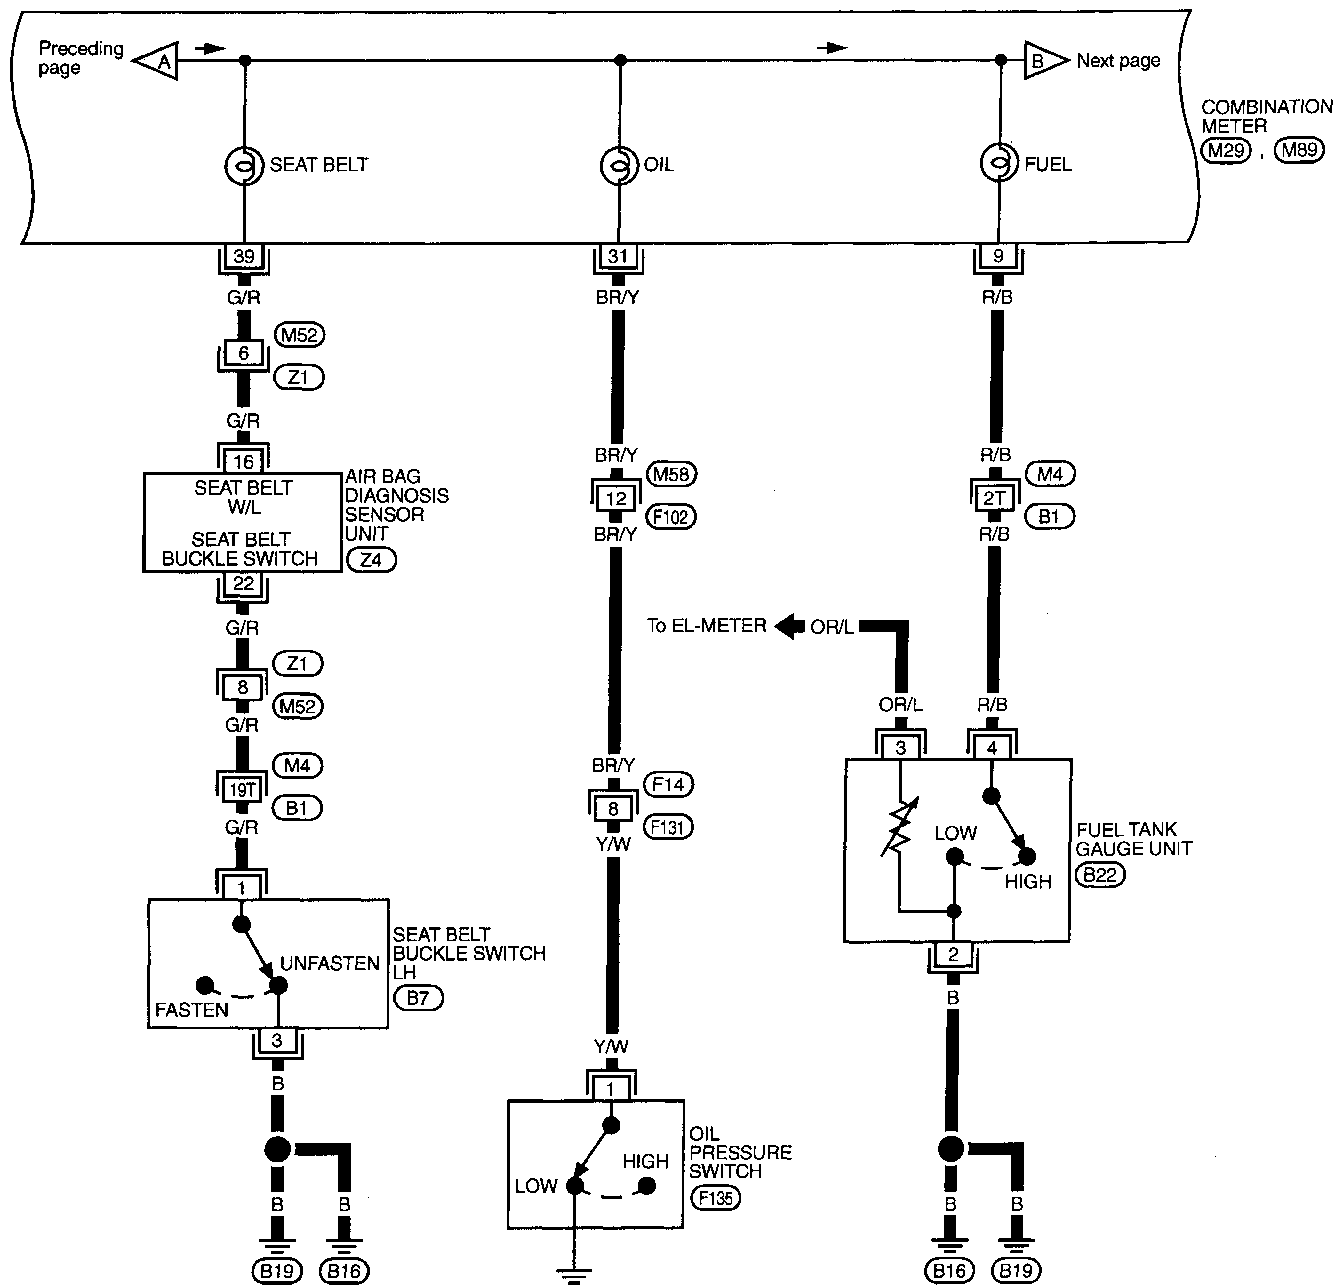 Preceding
page
A
B
Next page
COMBINATION
METER
M29 , M89
SEAT BELT
OIL
FUEL
39
31
9
G/R
BR/Y
R/B
6
M52
Z1
G/R
BR/Y
R/B
16
SEAT BELT
W/L
SEAT BELT
BUCKLE SWITCH
AIR BAG
DIAGNOSIS
SENSOR
UNIT
Z4
12
M58
F102
2T
M4
B1
BR/Y
R/B
22
G/R
To EL-METER
OR/L
8
Z1
M52
G/R
OR/L
R/B
3
4
19T
M4
B1
BR/Y
8
F14
F131
G/R
Y/W
LOW
HIGH
FUEL TANK
GAUGE UNIT
B22
1
UNFASTEN
FASTEN
SEAT BELT
BUCKLE SWITCH
LH
B7
2
B
3
Y/W
B
1
LOW
HIGH
OIL
PRESSURE
SWITCH
F135
B
B
B
B
B19
B16
B16
B19